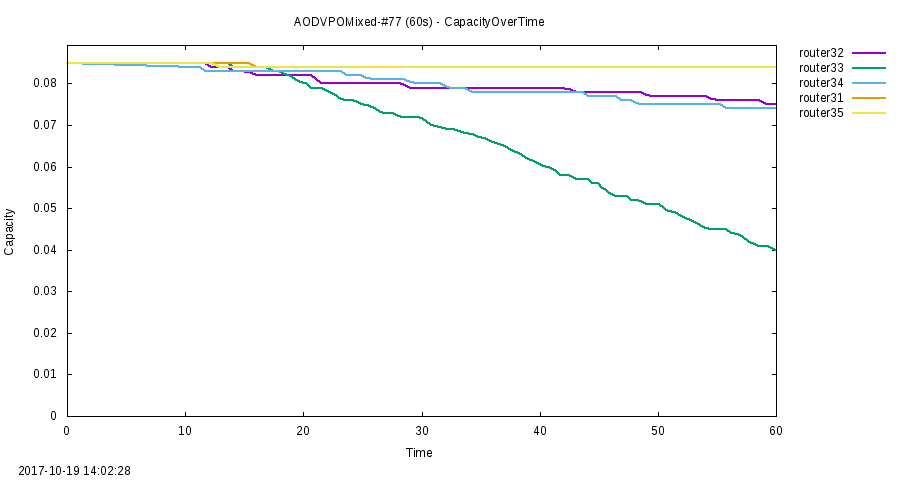 AODVPOMixed-#77 (60s) - CapacityOverTime
router32
router33
router34
router31
router35
0.08
0.07
0.06
0.05
0.04
0.03
0.02
0.01
0
Capacity
0 10 20 30 40 50 60
Time
2017-10-19 14:02:28